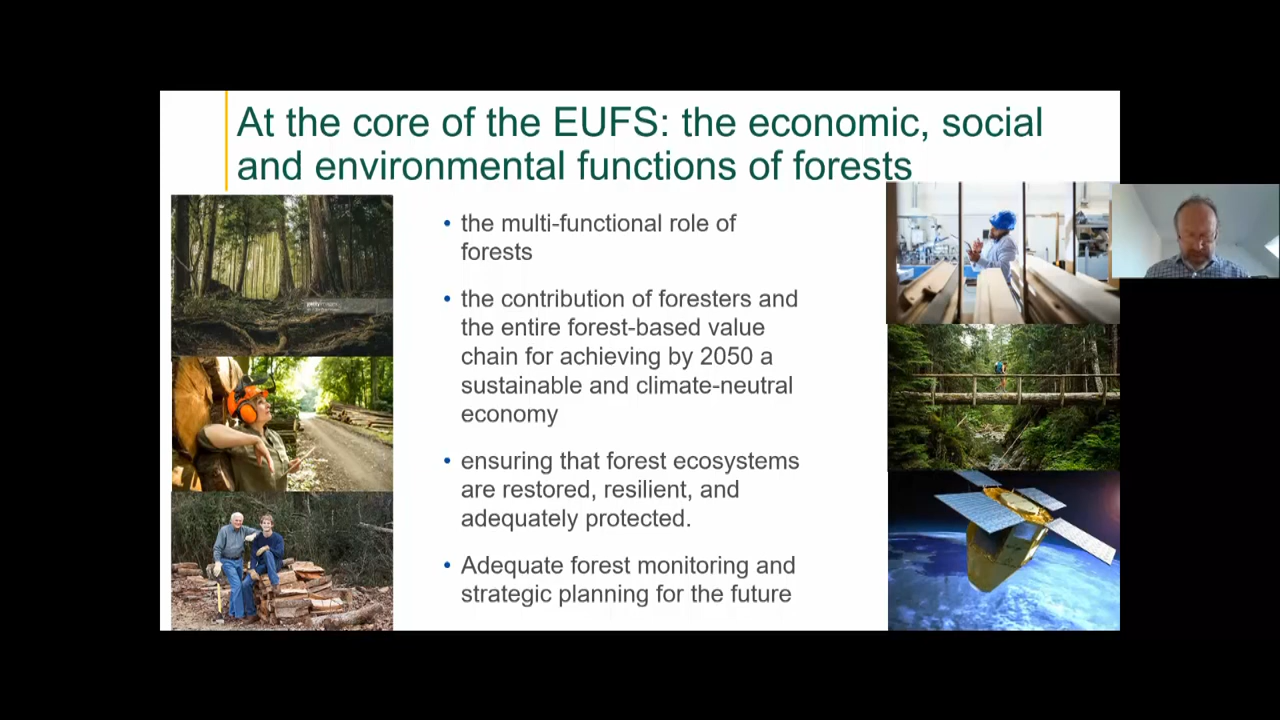 At the core of the EUFS: the economic, social
and environmental functions of forests
• the multi-functional role of
forests
• the contribution of foresters and
the entire forest-based value
chain for achieving by 2050 a
sustainable and climate-neutral
economy
• ensuring that forest ecosystems
are restored, resilient, and
adequately protected.
• Adequate forest monitoring and
strategic planning for the future